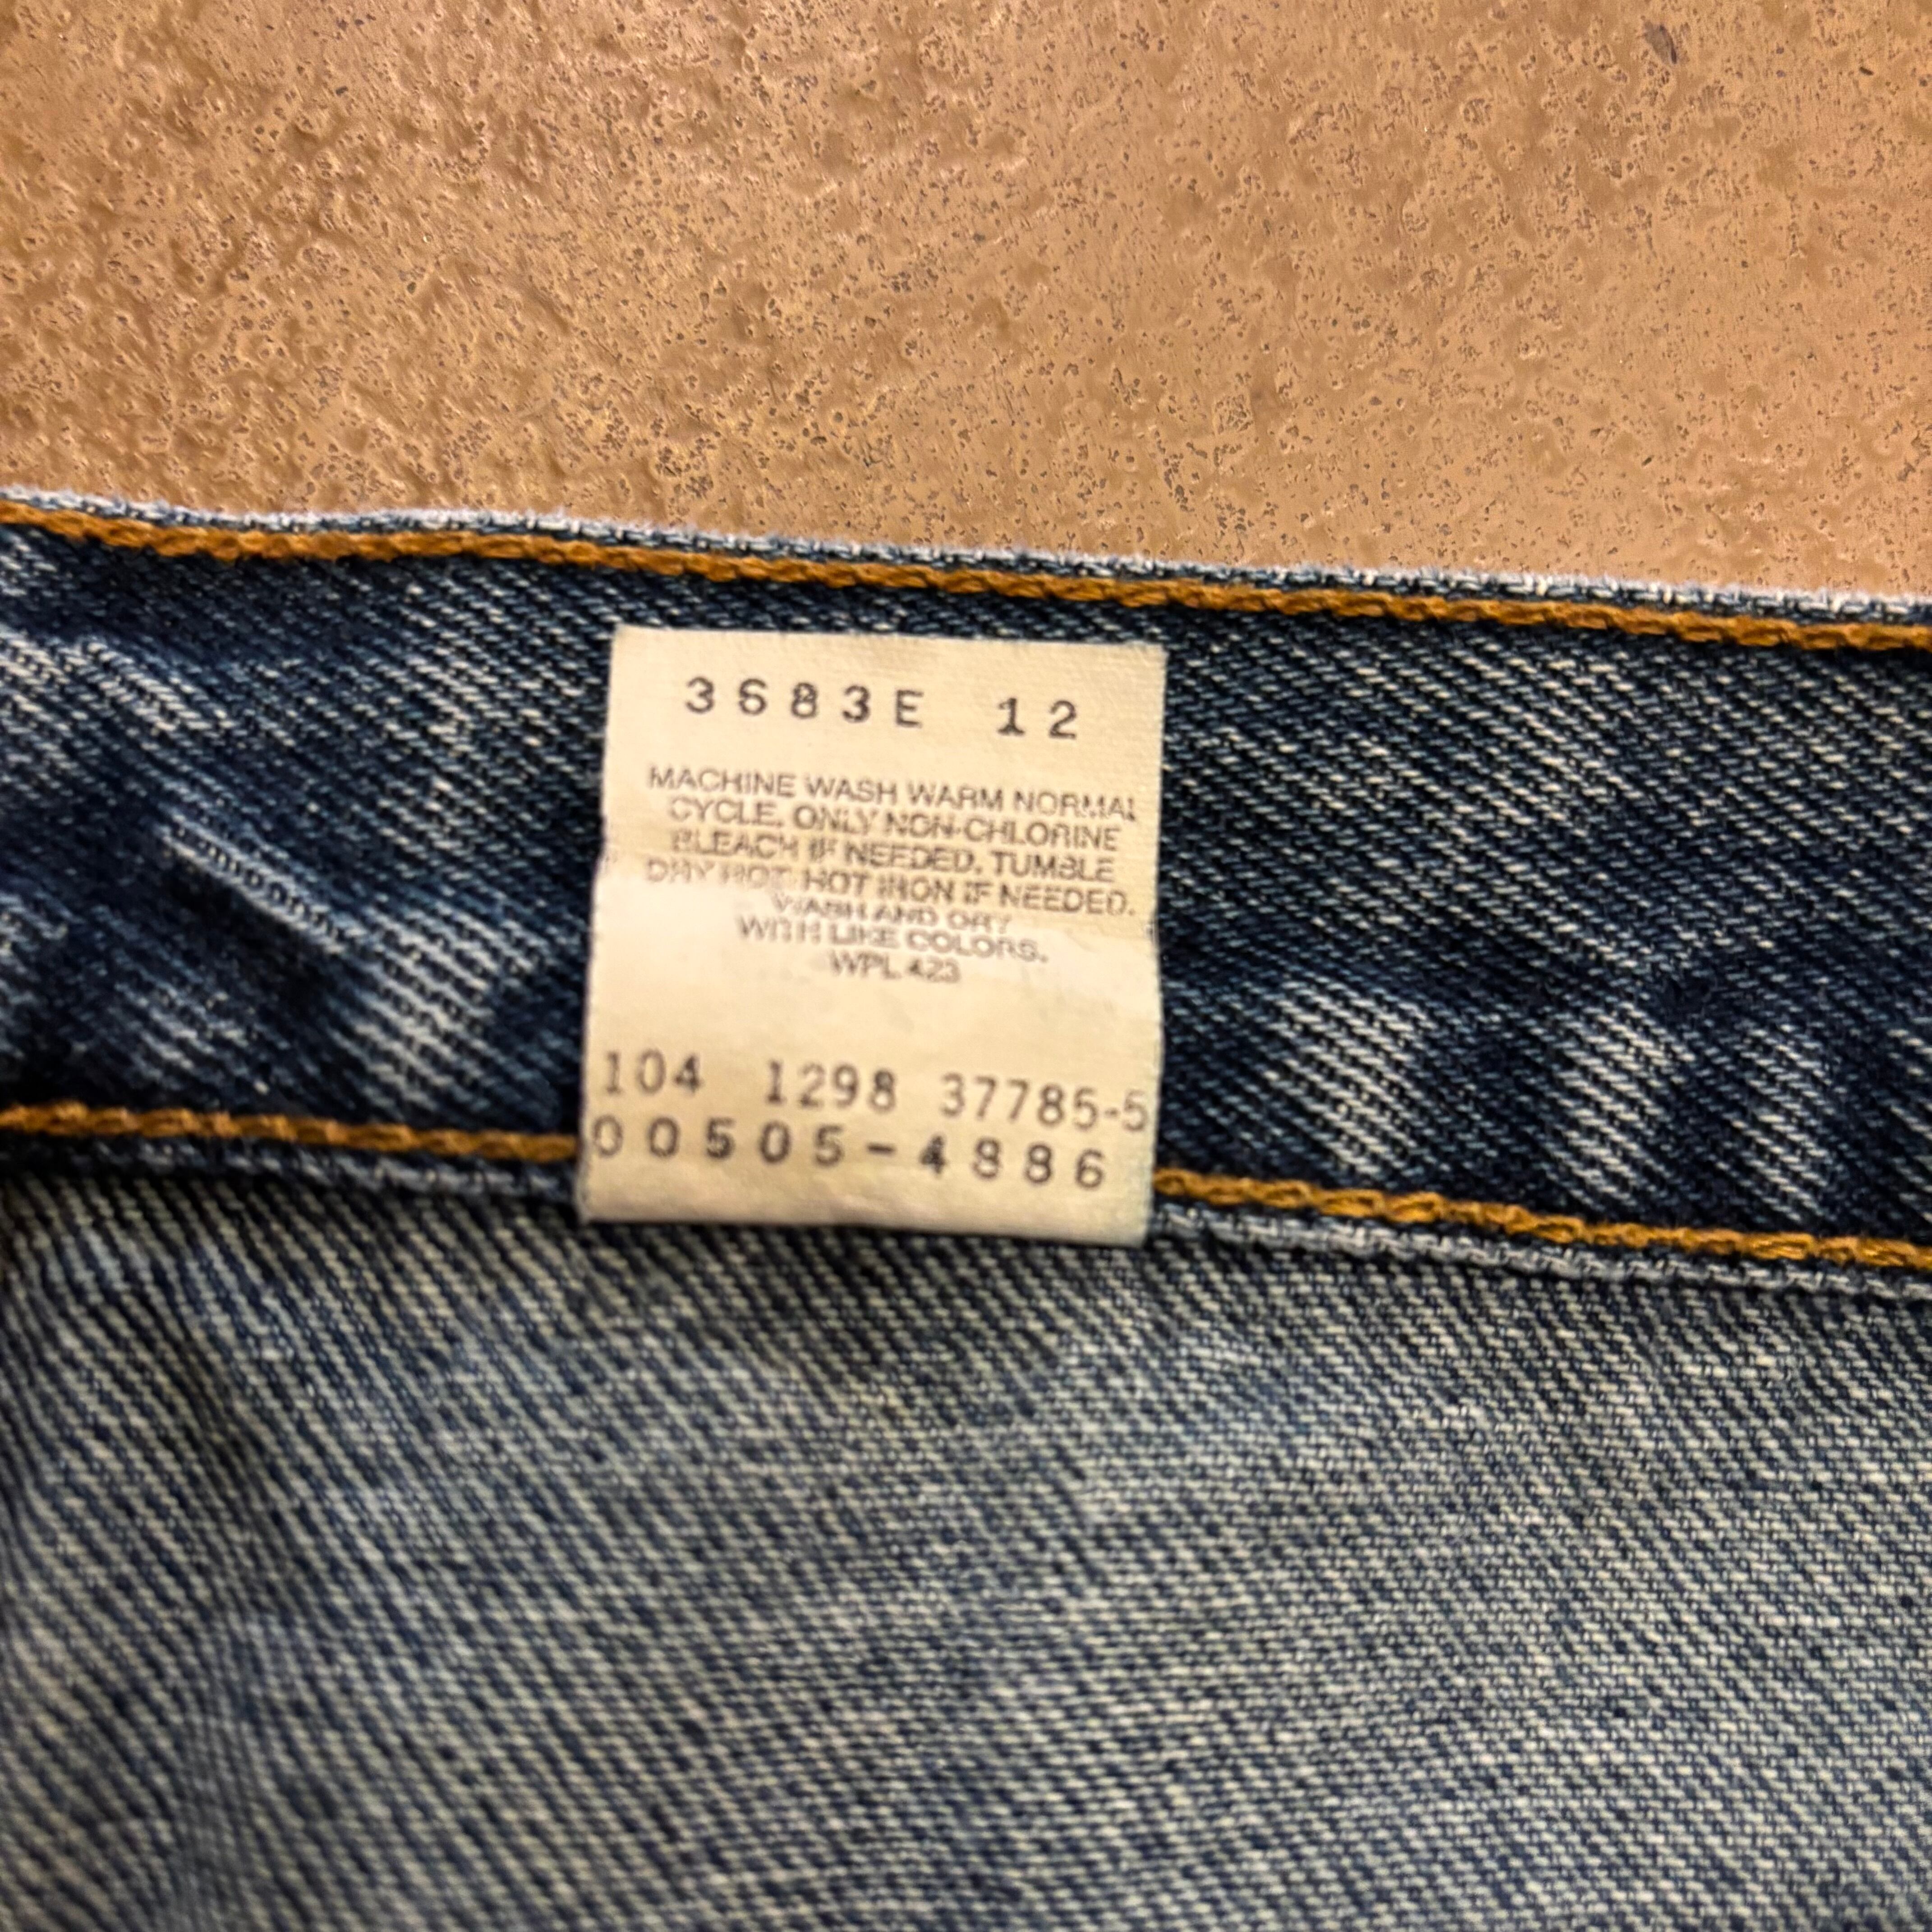 3683E 12
MACHINE WASH WARM NORMAL
CYCLE. ONLY NON-CHLORINE
BLEACH IF NEEDED. TUMBLE
DRY HOT. HOT IRON IF NEEDED.
WASH AND DRY
WITH LIKE COLORS.
WPL 423
104 1298 37785-5
00505-4886